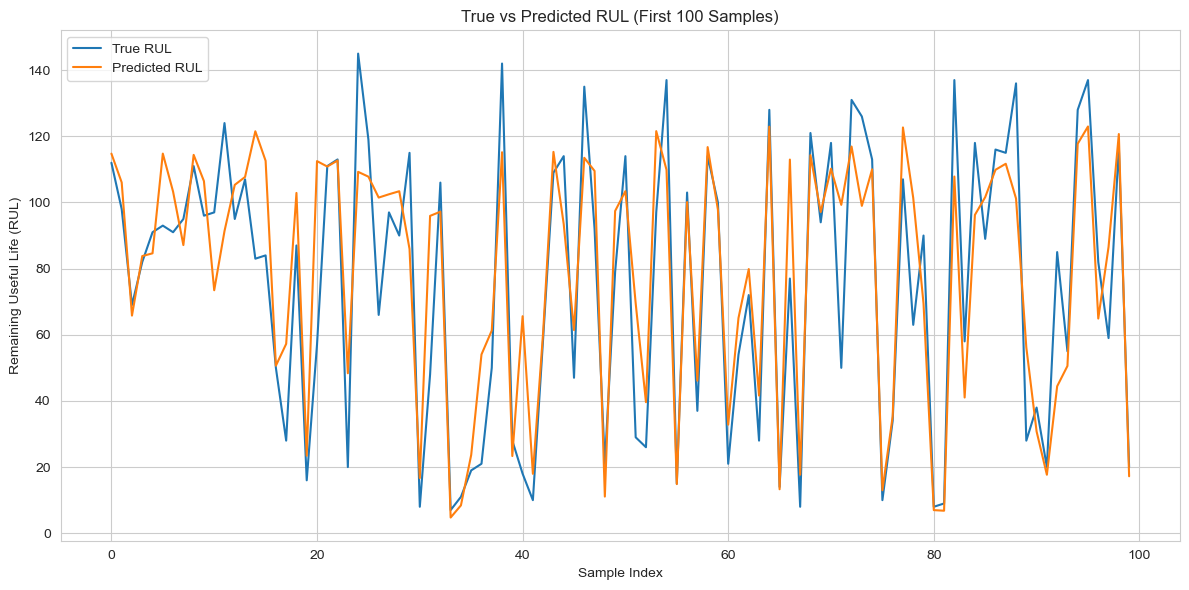 True vs Predicted RUL (First 100 Samples)
True RUL
Predicted RUL
Remaining Useful Life (RUL)
140
120
100
80
60
40
20
0
0 20 40 60 80 100
Sample Index